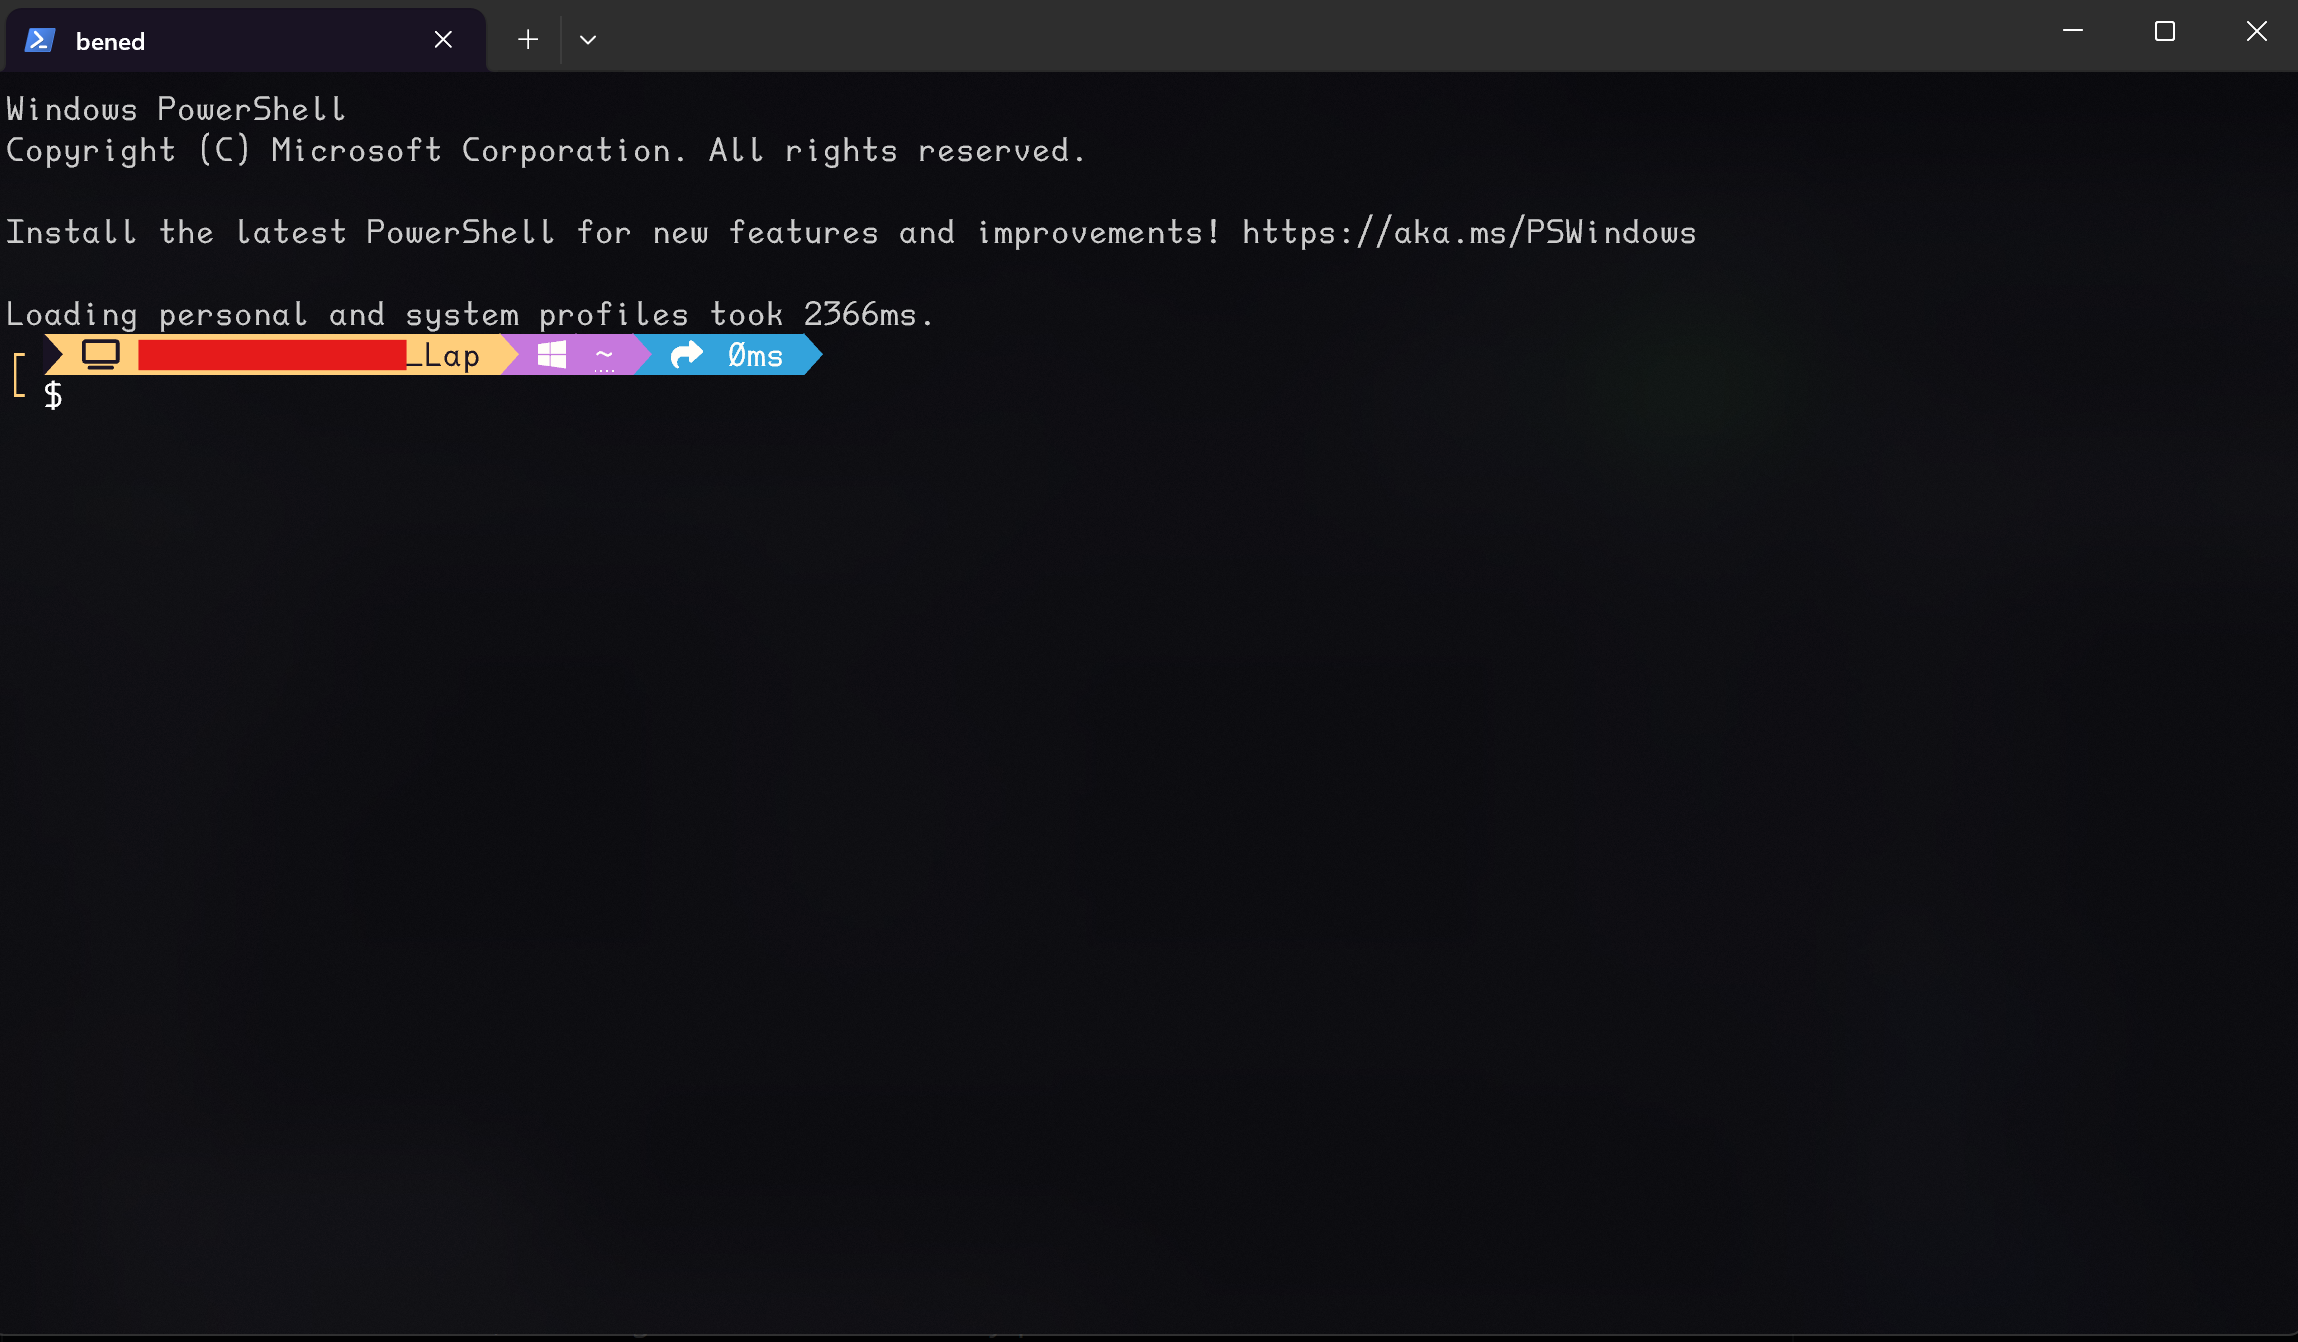 bened
Windows PowerShell
Copyright (C) Microsoft Corporation. All rights reserved.
Install the latest PowerShell for new features and improvements! https://aka.ms/PSWindows
Loading personal and system profiles took 2366ms.
[ _Lap ~ 0ms
$